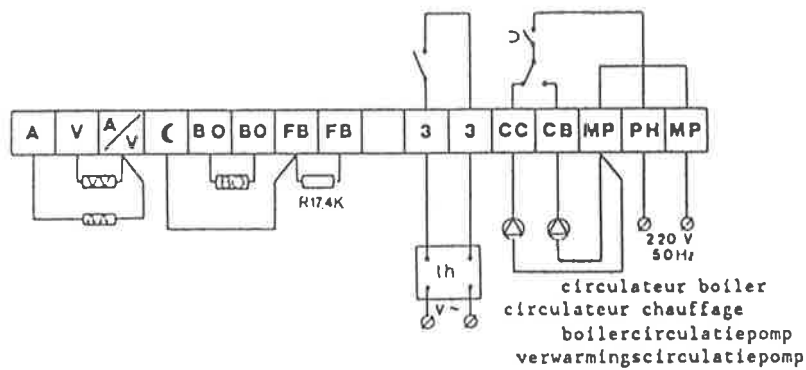 A V A/V ☾ BO BO FB FB 3 3 CC CB MP PH MP
R17,4K
1h
V~
220 V
50Hz
circulateur boiler
circulateur chauffage
boilercirculatiepomp
verwarmingscirculatiepomp